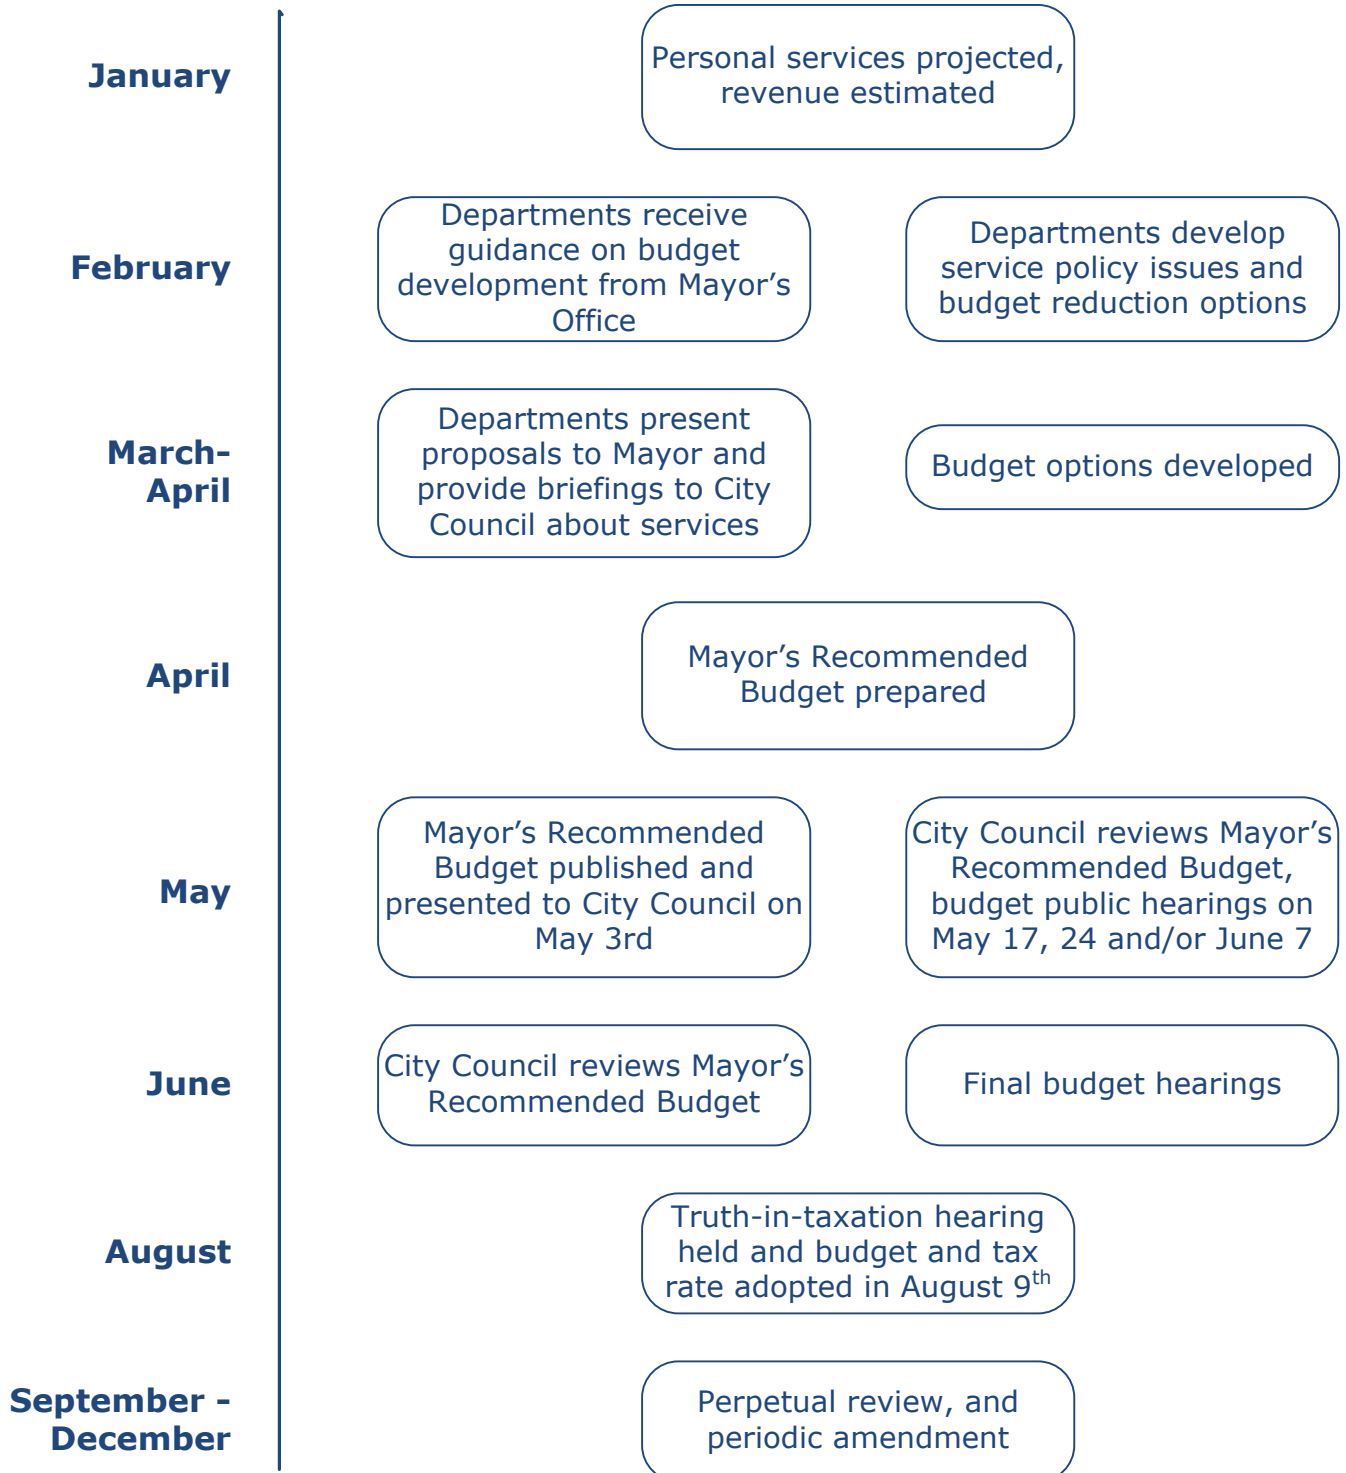 January
Personal services projected,
revenue estimated
February
Departments receive
guidance on budget
development from Mayor’s
Office
Departments develop
service policy issues and
budget reduction options
March-
April
Departments present
proposals to Mayor and
provide briefings to City
Council about services
Budget options developed
April
Mayor’s Recommended
Budget prepared
May
Mayor’s Recommended
Budget published and
presented to City Council on
May 3rd
City Council reviews Mayor’s
Recommended Budget,
budget public hearings on
May 17, 24 and/or June 7
June
City Council reviews Mayor’s
Recommended Budget
Final budget hearings
August
Truth-in-taxation hearing
held and budget and tax
rate adopted in August 9th
September -
December
Perpetual review, and
periodic amendment